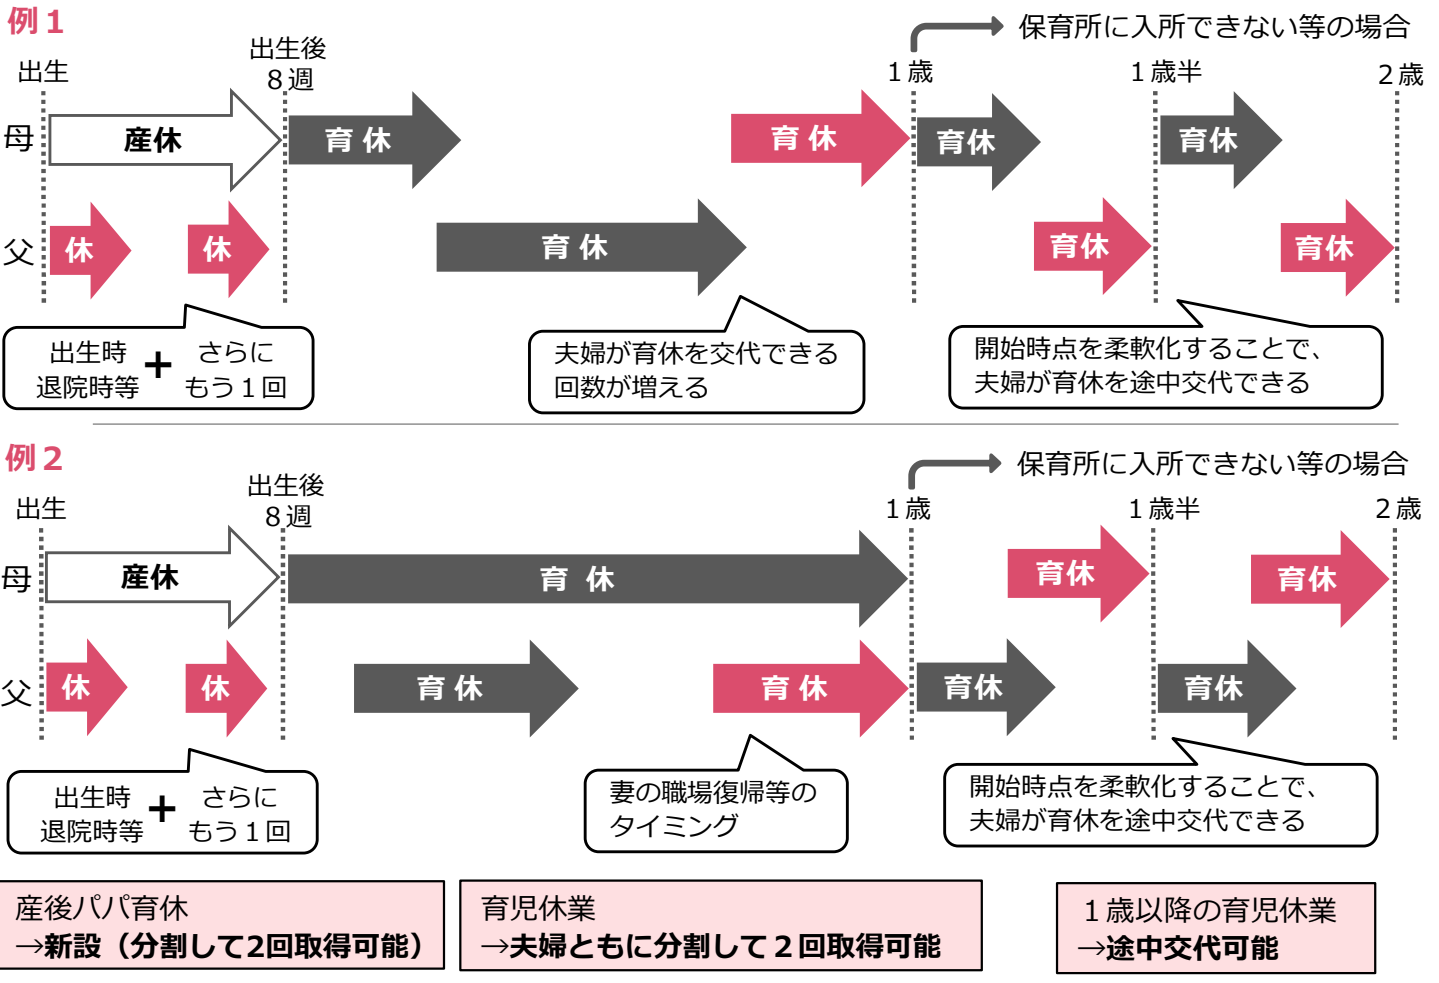 例１
保育所に入所できない等の場合
出生
出生後
８週
１歳
１歳半
２歳
母
産休
育 休
育 休
育休
育休
父
休
休
育 休
育休
育休
出生時
退院時等
＋
さらに
もう１回
夫婦が育休を交代できる
回数が増える
開始時点を柔軟化することで、
夫婦が育休を途中交代できる
例２
保育所に入所できない等の場合
出生
出生後
８週
１歳
１歳半
２歳
母
産休
育 休
育休
育休
父
休
休
育 休
育 休
育休
育休
出生時
退院時等
＋
さらに
もう１回
妻の職場復帰等の
タイミング
開始時点を柔軟化することで、
夫婦が育休を途中交代できる
産後パパ育休
→新設（分割して2回取得可能）
育児休業
→夫婦ともに分割して２回取得可能
１歳以降の育児休業
→途中交代可能